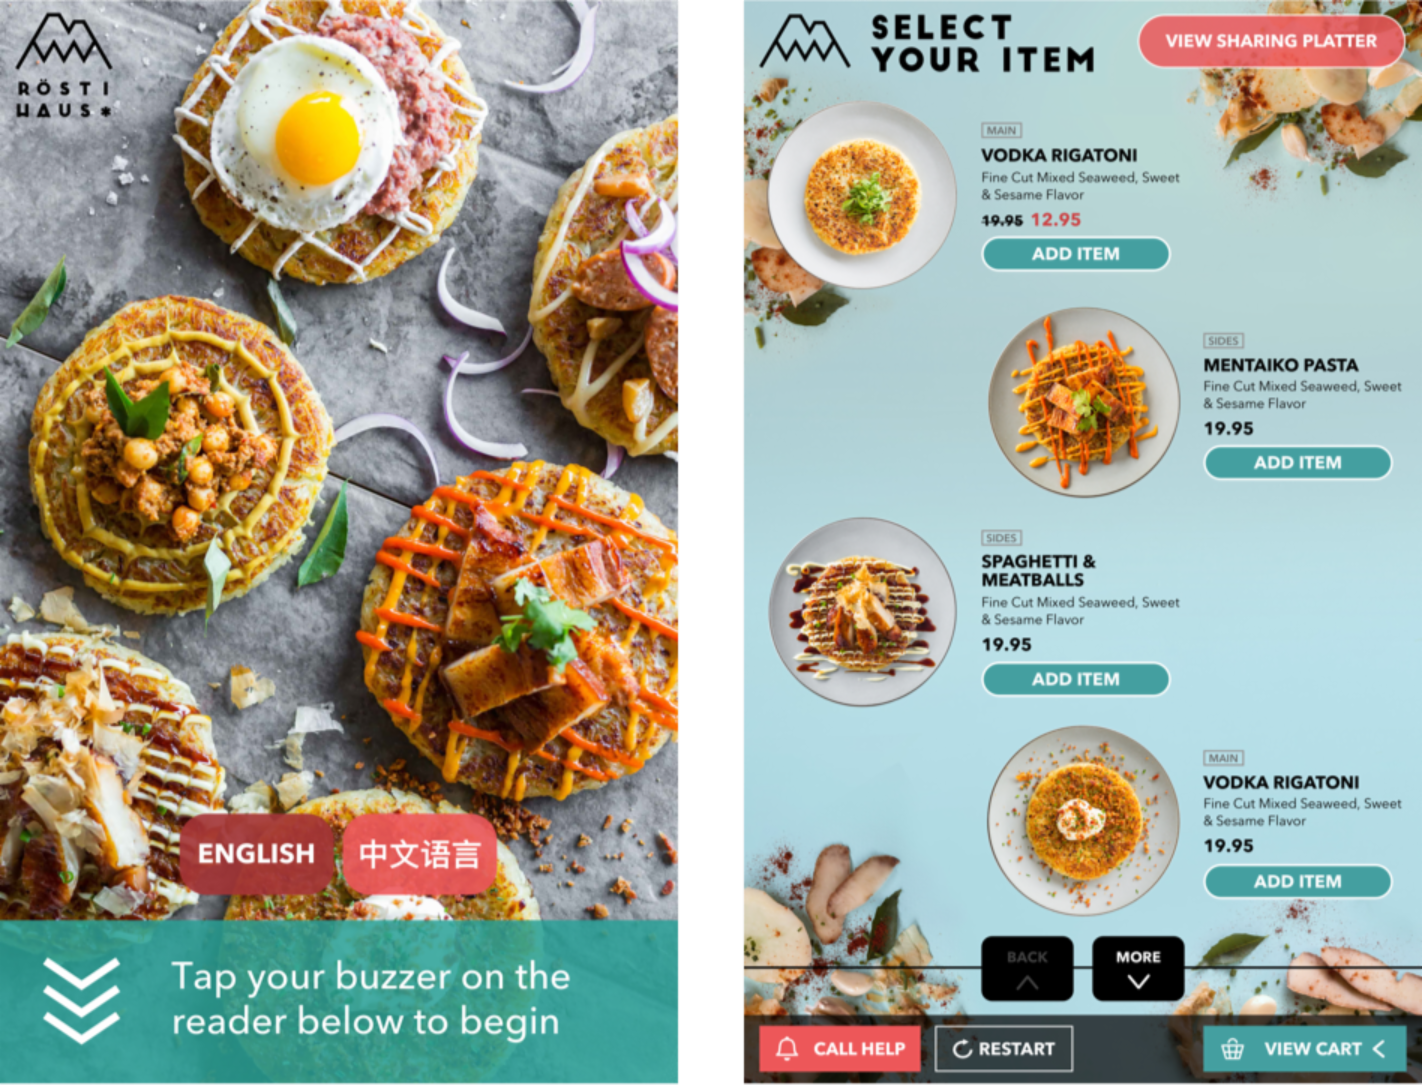 RÖSTI
HAUS*
ENGLISH
中文语言
Tap your buzzer on the
reader below to begin
SELECT
YOUR ITEM
VIEW SHARING PLATTER
MAIN
VODKA RIGATONI
Fine Cut Mixed Seaweed, Sweet
& Sesame Flavor
19.95 12.95
ADD ITEM
SIDES
MENTAIKO PASTA
Fine Cut Mixed Seaweed, Sweet
& Sesame Flavor
19.95
ADD ITEM
SIDES
SPAGHETTI &
MEATBALLS
Fine Cut Mixed Seaweed, Sweet
& Sesame Flavor
19.95
ADD ITEM
MAIN
VODKA RIGATONI
Fine Cut Mixed Seaweed, Sweet
& Sesame Flavor
19.95
ADD ITEM
BACK
MORE
CALL HELP
RESTART
VIEW CART